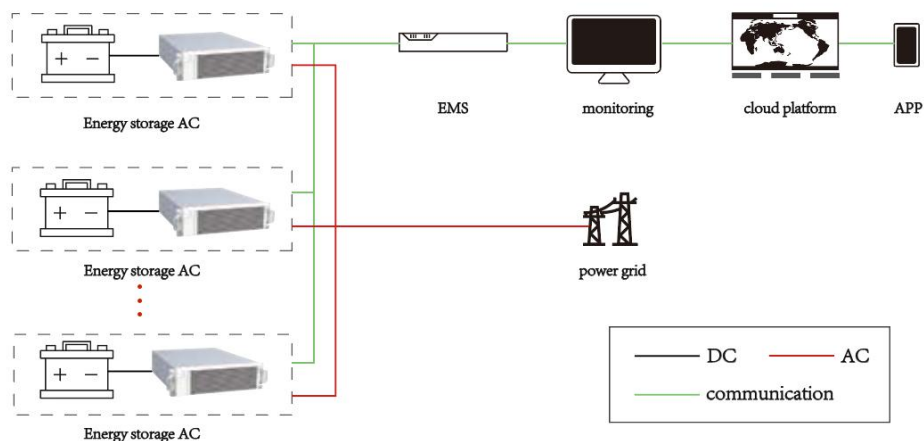 Energy storage AC
EMS
monitoring
cloud platform
APP
Energy storage AC
power grid
Energy storage AC
DC
AC
communication